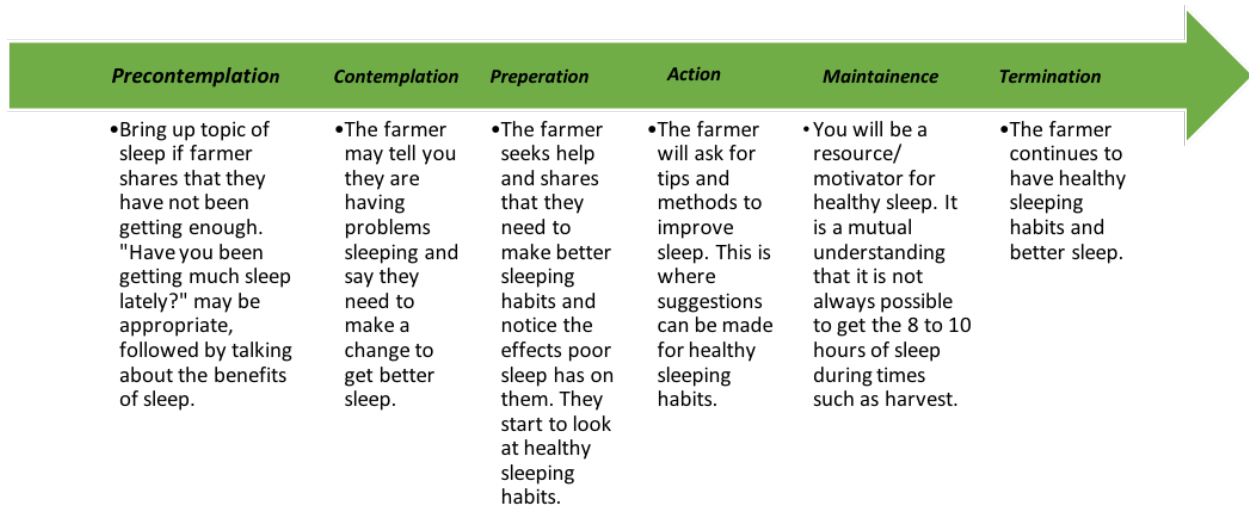 Precontemplation
Contemplation
Preperation
Action
Maintainence
Termination
•Bring up topic of
sleep if farmer
shares that they
have not been
getting enough.
"Have you been
getting much sleep
lately?" may be
appropriate,
followed by talking
about the benefits
of sleep.
•The farmer
may tell you
they are
having
problems
sleeping and
say they
need to
make a
change to
get better
sleep.
•The farmer
seeks help
and shares
that they
need to
make better
sleeping
habits and
notice the
effects poor
sleep has on
them. They
start to look
at healthy
sleeping
habits.
•The farmer
will ask for
tips and
methods to
improve
sleep. This is
where
suggestions
can be made
for healthy
sleeping
habits.
• You will be a
resource/
motivator for
healthy sleep. It
is a mutual
understanding
that it is not
always possible
to get the 8 to 10
hours of sleep
during times
such as harvest.
•The farmer
continues to
have healthy
sleeping
habits and
better sleep.